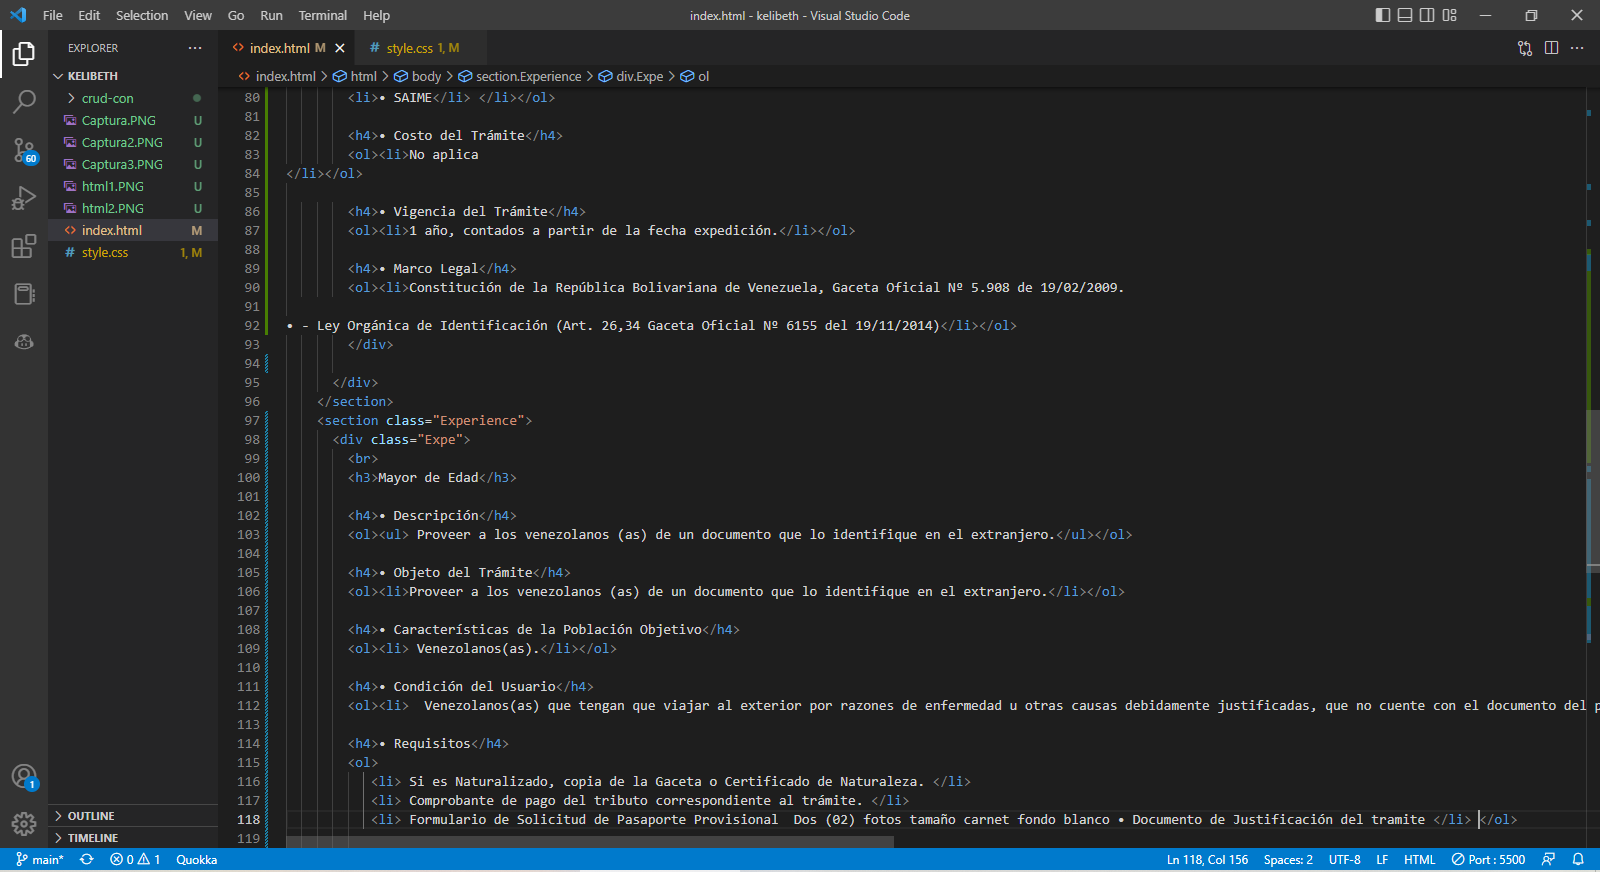 File Edit Selection View Go Run Terminal Help index.html - kelibeth - Visual Studio Code
EXPLORER ... <> index.html M × # style.css 1, M
KELIBETH <> index.html > html > body > section.Experience > div.Expe > ol
crud-con
Captura.PNG U
Captura2.PNG U
Captura3.PNG U
html1.PNG U
html2.PNG U
<> index.html M
# style.css 1, M
OUTLINE
TIMELINE
80 <li>• SAIME</li> </li></ol>
81
82 <h4>• Costo del Trámite</h4>
83 <ol><li>No aplica
84 </li></ol>
85
86 <h4>• Vigencia del Trámite</h4>
87 <ol><li>1 año, contados a partir de la fecha expedición.</li></ol>
88
89 <h4>• Marco Legal</h4>
90 <ol><li>Constitución de la República Bolivariana de Venezuela, Gaceta Oficial Nº 5.908 de 19/02/2009.
91
92 • - Ley Orgánica de Identificación (Art. 26,34 Gaceta Oficial Nº 6155 del 19/11/2014)</li></ol>
93 </div>
94
95 </div>
96 </section>
97 <section class="Experience">
98 <div class="Expe">
99 <br>
100 <h3>Mayor de Edad</h3>
101
102 <h4>• Descripción</h4>
103 <ol><ul> Proveer a los venezolanos (as) de un documento que lo identifique en el extranjero.</ul></ol>
104
105 <h4>• Objeto del Trámite</h4>
106 <ol><li>Proveer a los venezolanos (as) de un documento que lo identifique en el extranjero.</li></ol>
107
108 <h4>• Características de la Población Objetivo</h4>
109 <ol><li> Venezolanos(as).</li></ol>
110
111 <h4>• Condición del Usuario</h4>
112 <ol><li>  Venezolanos(as) que tengan que viajar al exterior por razones de enfermedad u otras causas debidamente justificadas, que no cuente con el documento del p
113
114 <h4>• Requisitos</h4>
115 <ol>
116 <li> Si es Naturalizado, copia de la Gaceta o Certificado de Naturaleza. </li>
117 <li> Comprobante de pago del tributo correspondiente al trámite. </li>
118 <li> Formulario de Solicitud de Pasaporte Provisional  Dos (02) fotos tamaño carnet fondo blanco • Documento de Justificación del tramite </li> </ol>
119
60
1
main* 0 1 Quokka Ln 118, Col 156 Spaces: 2 UTF-8 LF HTML Port : 5500